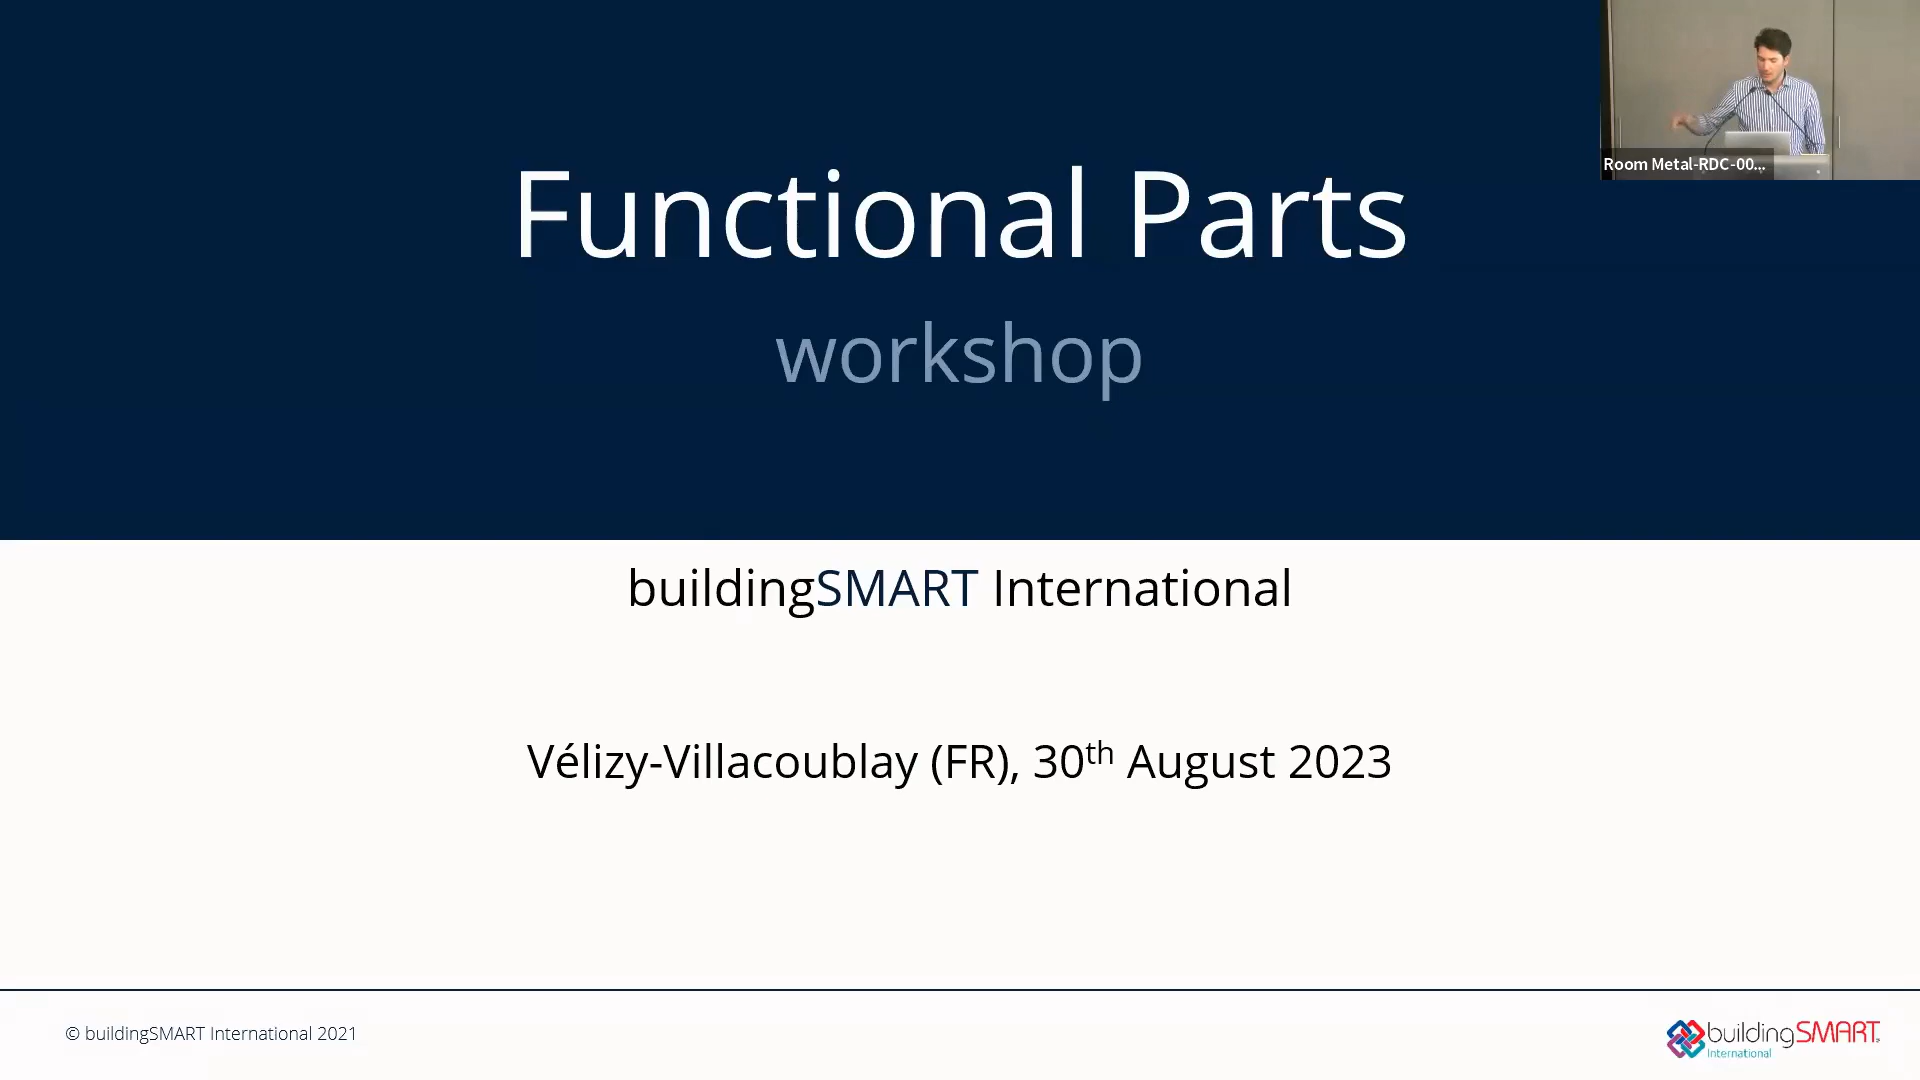 Functional Parts
workshop
Room Metal-RDC-00...
buildingSMART International
Vélizy-Villacoublay (FR), 30th August 2023
© buildingSMART International 2021
buildingSMART
International